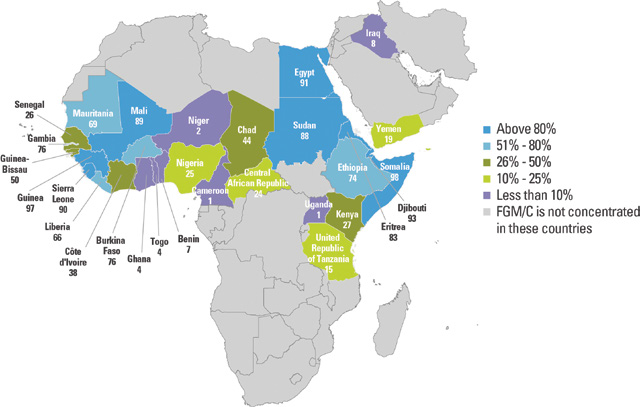 Iraq
8
Egypt
91
Senegal
26
Mauritania
69
Mali
89
Niger
2
Chad
44
Sudan
88
Yemen
19
Gambia
76
Guinea-
Bissau
50
Guinea
97
Sierra
Leone
90
Liberia
66
Côte
d'Ivoire
38
Burkina
Faso
76
Ghana
4
Togo
4
Benin
7
Nigeria
25
Cameroon
1
Central
African Republic
24
Ethiopia
74
Somalia
98
Djibouti
93
Eritrea
83
Uganda
1
Kenya
27
United
Republic
of Tanzania
15
Above 80%
51% - 80%
26% - 50%
10% - 25%
Less than 10%
FGM/C is not concentrated
in these countries